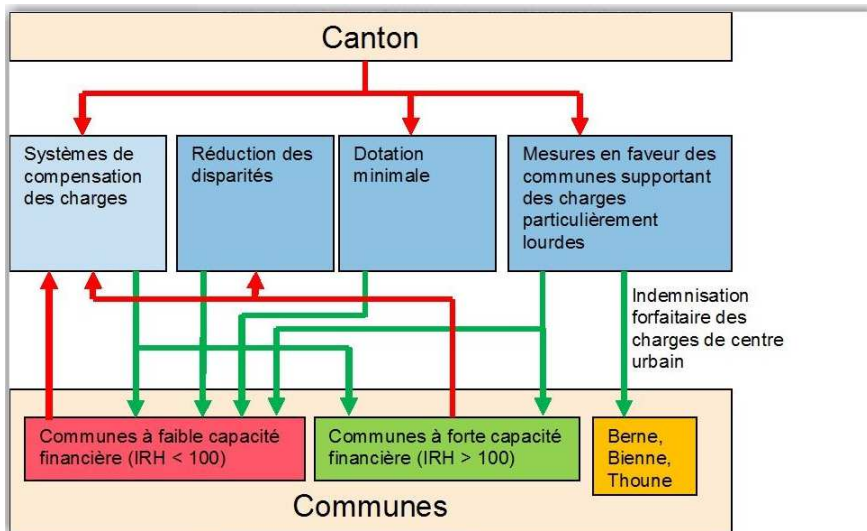 Canton
Systèmes de
compensation
des charges
Réduction des
disparités
Dotation
minimale
Mesures en faveur des
communes supportant
des charges
particulièrement
lourdes
Indemnisation
forfaitaire des
charges de centre
urbain
Communes à faible capacité
financière (IRH < 100)
Communes à forte capacité
financière (IRH > 100)
Berne,
Bienne,
Thoune
Communes